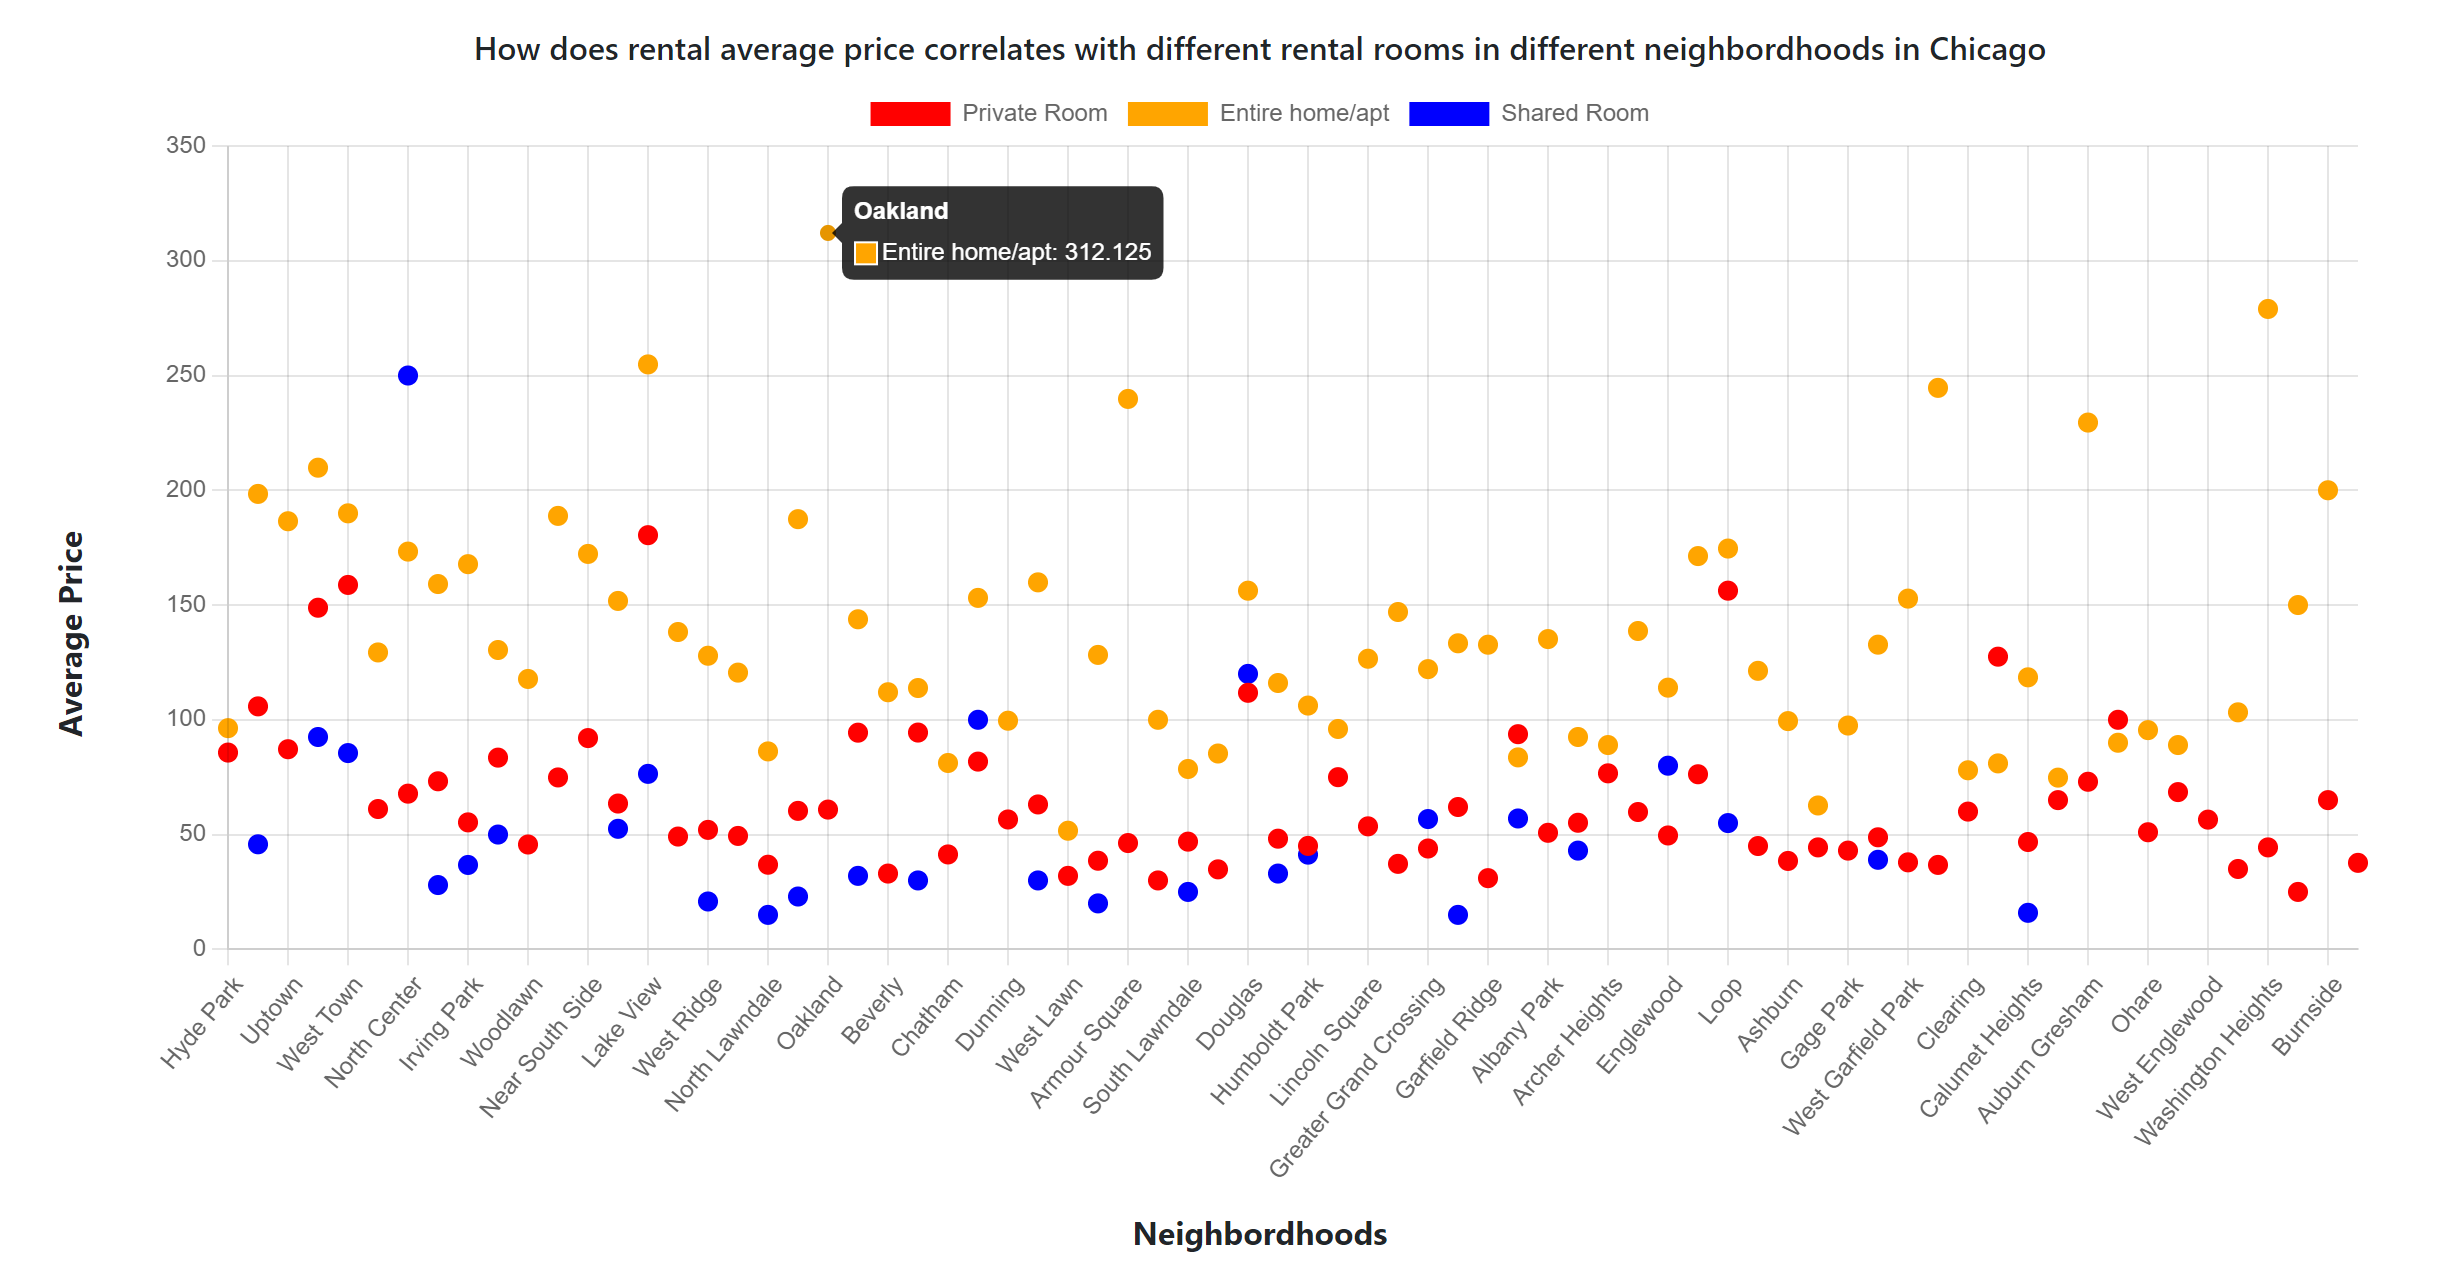 How does rental average price correlates with different rental rooms in different neighbordhoods in Chicago
Private Room
Entire home/apt
Shared Room
350
300
250
200
150
100
50
0
Average Price
Oakland
Entire home/apt: 312.125
Hyde Park
Uptown
West Town
North Center
Irving Park
Woodlawn
Near South Side
Lake View
West Ridge
North Lawndale
Oakland
Beverly
Chatham
Dunning
West Lawn
Armour Square
South Lawndale
Douglas
Humboldt Park
Lincoln Square
Greater Grand Crossing
Garfield Ridge
Albany Park
Archer Heights
Englewood
Loop
Ashburn
Gage Park
West Garfield Park
Clearing
Calumet Heights
Auburn Gresham
Ohare
West Englewood
Washington Heights
Burnside
Neighbordhoods